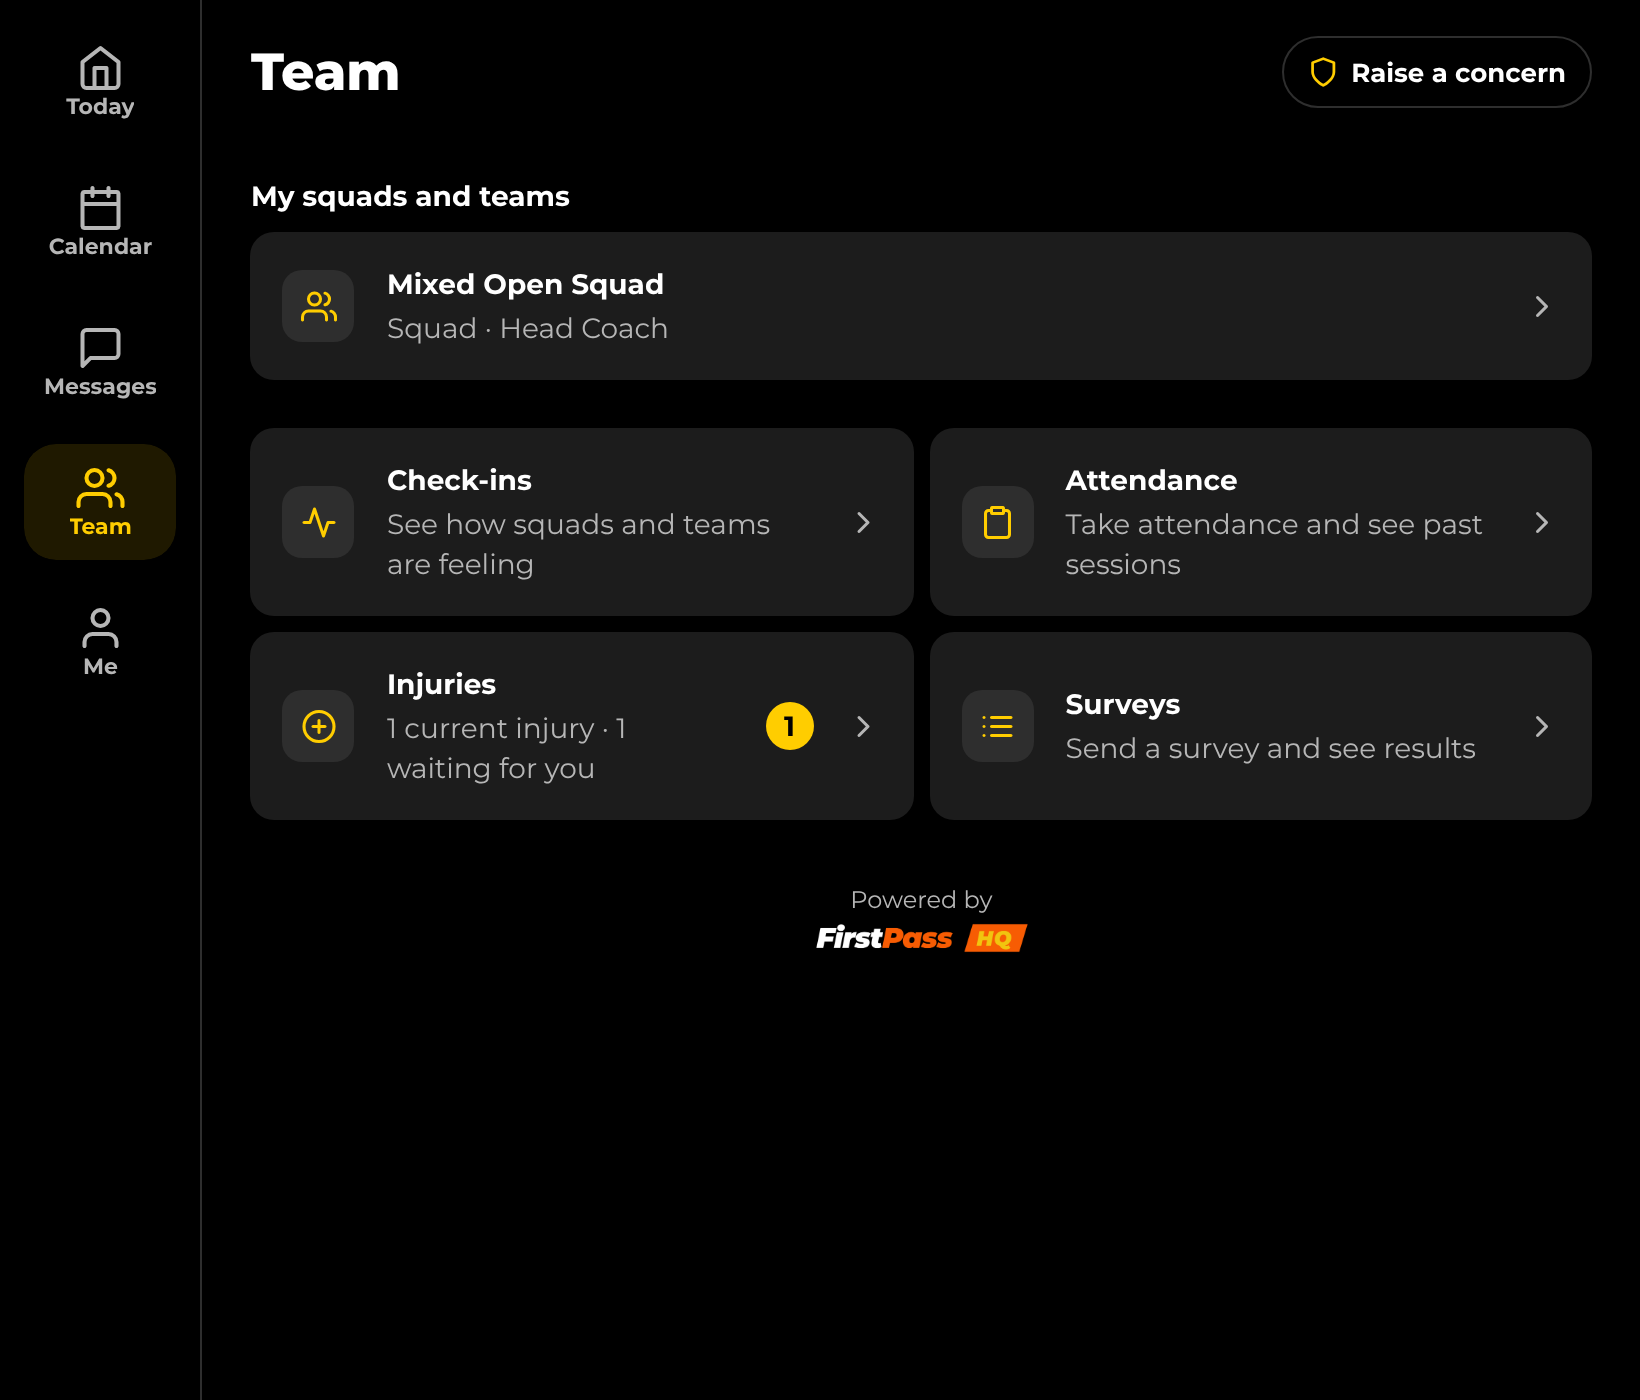 Today
Calendar
Messages
Team
Me
Team
Raise a concern
My squads and teams
Mixed Open Squad
Squad · Head Coach
Check-ins
See how squads and teams
are feeling
Attendance
Take attendance and see past
sessions
Injuries
1 current injury · 1
waiting for you
1
Surveys
Send a survey and see results
Powered by
FirstPass HQ